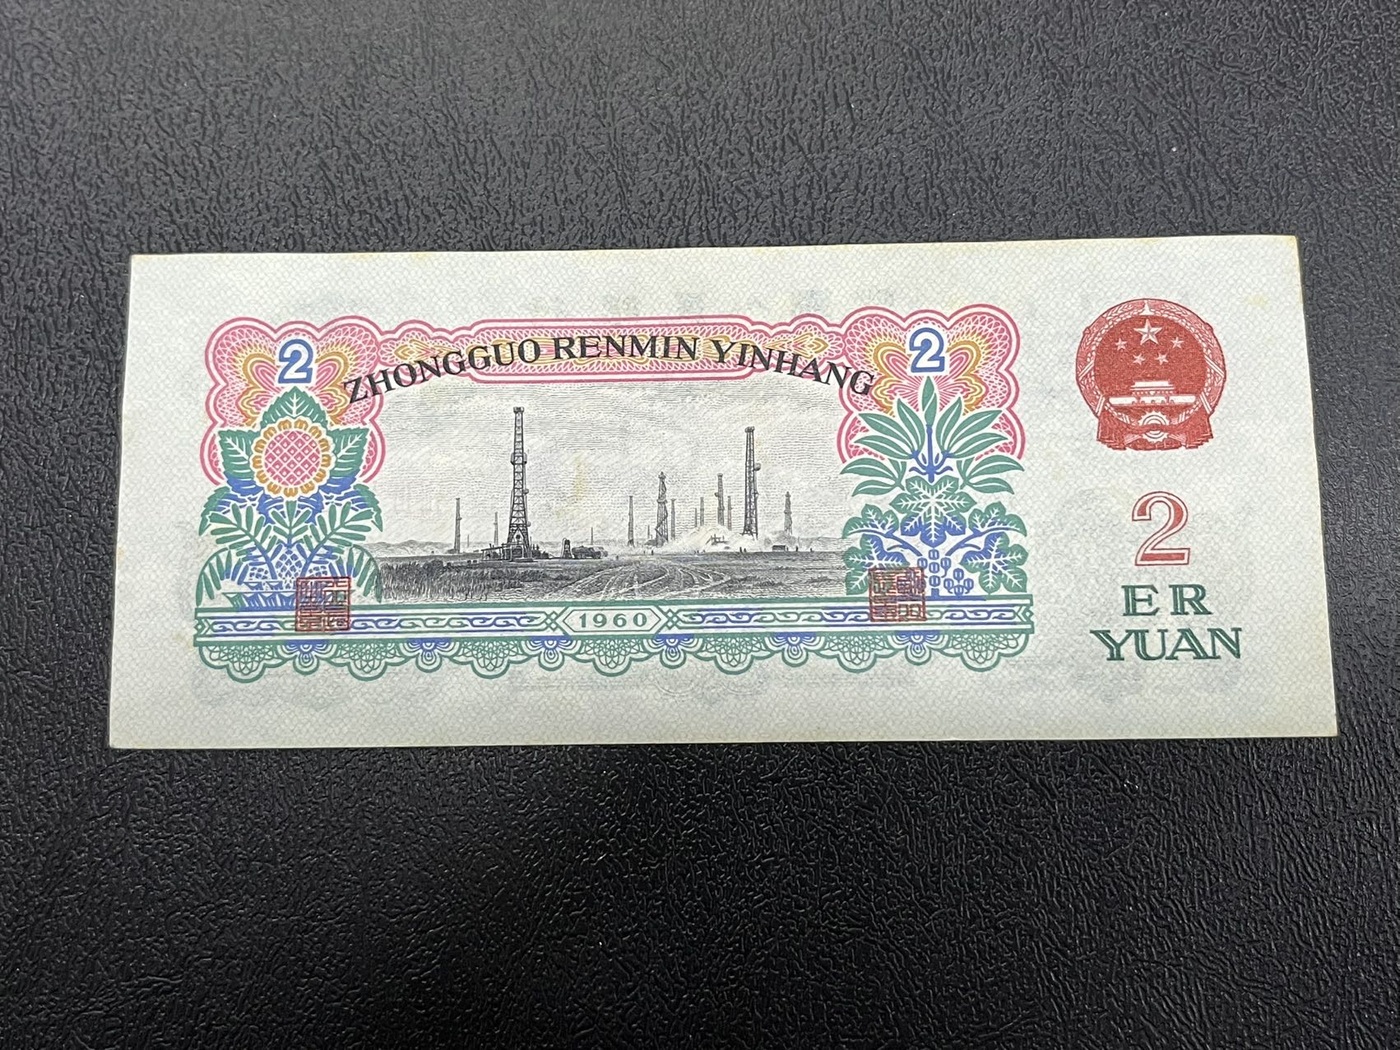 2
ZHONGGUO RENMIN YINHANG
2
1960
2
ER
YUAN